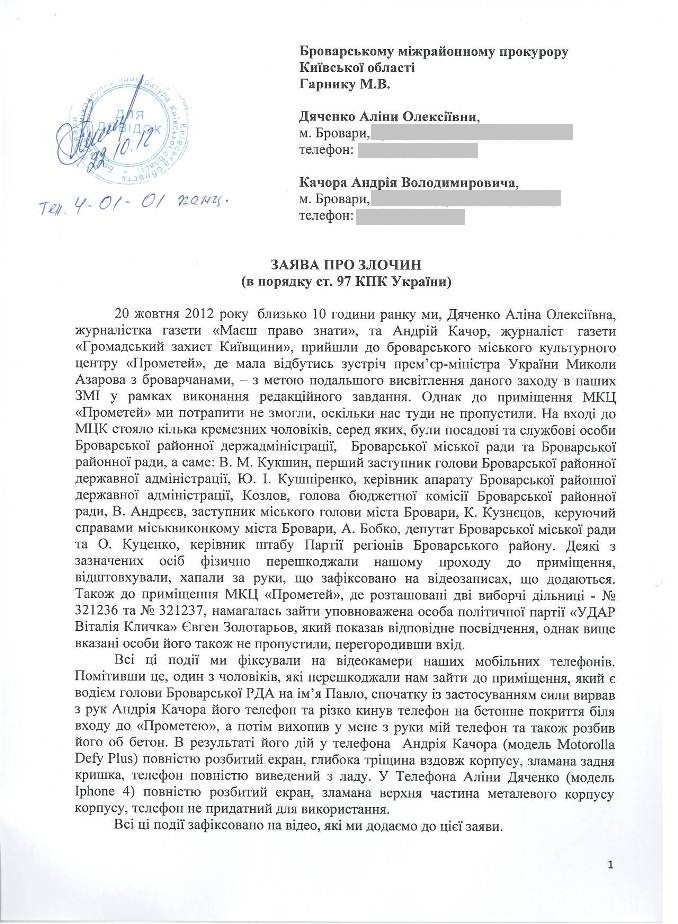 Броварському міжрайонному прокурору
Київської області
Гарнику М.В.
Дяченко Аліни Олексіївни,
м. Бровари,
телефон:
Качора Андрія Володимировича,
м. Бровари,
телефон:
ДЛЯ
ДОВІДОК
22.10.12
Тел. 4-01-01 канц.
ЗАЯВА ПРО ЗЛОЧИН
(в порядку ст. 97 КПК України)
20 жовтня 2012 року близько 10 години ранку ми, Дяченко Аліна Олексіївна,
журналістка газети «Маєш право знати», та Андрій Качор, журналіст газети
«Громадський захист Київщини», прийшли до броварського міського культурного
центру «Прометей», де мала відбутись зустріч прем’єр-міністра України Миколи
Азарова з броварчанами, – з метою подальшого висвітлення даного заходу в наших
ЗМІ у рамках виконання редакційного завдання. Однак до приміщення МКЦ
«Прометей» ми потрапити не змогли, оскільки нас туди не пропустили. На вході до
МЦК стояло кілька кремезних чоловіків, серед яких, були посадові та службові особи
Броварської районної держадміністрації, Броварської міської ради та Броварської
районної ради, а саме: В. М. Кукшин, перший заступник голови Броварської районної
державної адміністрації, Ю. І. Кушніренко, керівник апарату Броварської районної
державної адміністрації, Козлов, голова бюджетної комісії Броварської районної
ради, В. Андрєєв, заступник міського голови міста Бровари, К. Кузнєцов, керуючий
справами міськвиконкому міста Бровари, А. Бобко, депутат Броварської міської ради
та О. Куценко, керівник штабу Партії регіонів Броварського району. Деякі з
зазначених осіб фізично перешкоджали нашому проходу до приміщення,
відштовхували, хапали за руки, що зафіксовано на відеозаписах, що додаються.
Також до приміщення МКЦ «Прометей», де розташовані дві виборчі дільниці - №
321236 та № 321237, намагалась зайти уповноважена особа політичної партії «УДАР
Віталія Кличка» Євген Золотарьов, який показав відповідне посвідчення, однак вище
вказані особи його також не пропустили, перегородивши вхід.
Всі ці події ми фіксували на відеокамери наших мобільних телефонів.
Помітивши це, один з чоловіків, які перешкоджали нам зайти до приміщення, який є
водієм голови Броварської РДА на ім’я Павло, спочатку із застосуванням сили вирвав
з рук Андрія Качора його телефон та різко кинув телефон на бетонне покриття біля
входу до «Прометею», а потім вихопив у мене з руки мій телефон та також розбив
його об бетон. В результаті його дій у телефона Андрія Качора (модель Motorolla
Defy Plus) повністю розбитий екран, глибока тріщина вздовж корпусу, зламана задня
кришка, телефон повністю виведений з ладу. У Телефона Аліни Дяченко (модель
Iphone 4) повністю розбитий екран, зламана верхня частина металевого корпусу
корпусу, телефон не придатний для використання.
Всі ці події зафіксовано на відео, які ми додаємо до цієї заяви.
1